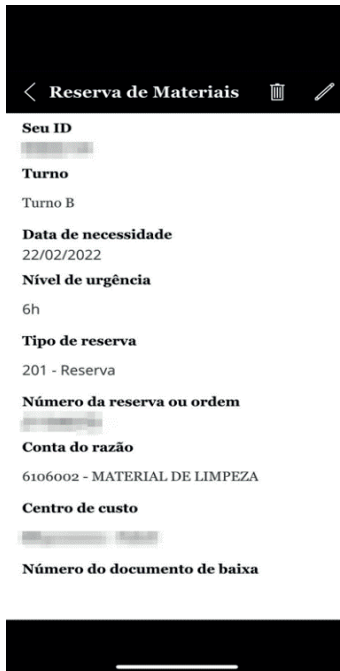 Reserva de Materiais
Seu ID
Turno
Turno B
Data de necessidade
22/02/2022
Nível de urgência
6h
Tipo de reserva
201 - Reserva
Número da reserva ou ordem
Conta do razão
6106002 - MATERIAL DE LIMPEZA
Centro de custo
Número do documento de baixa